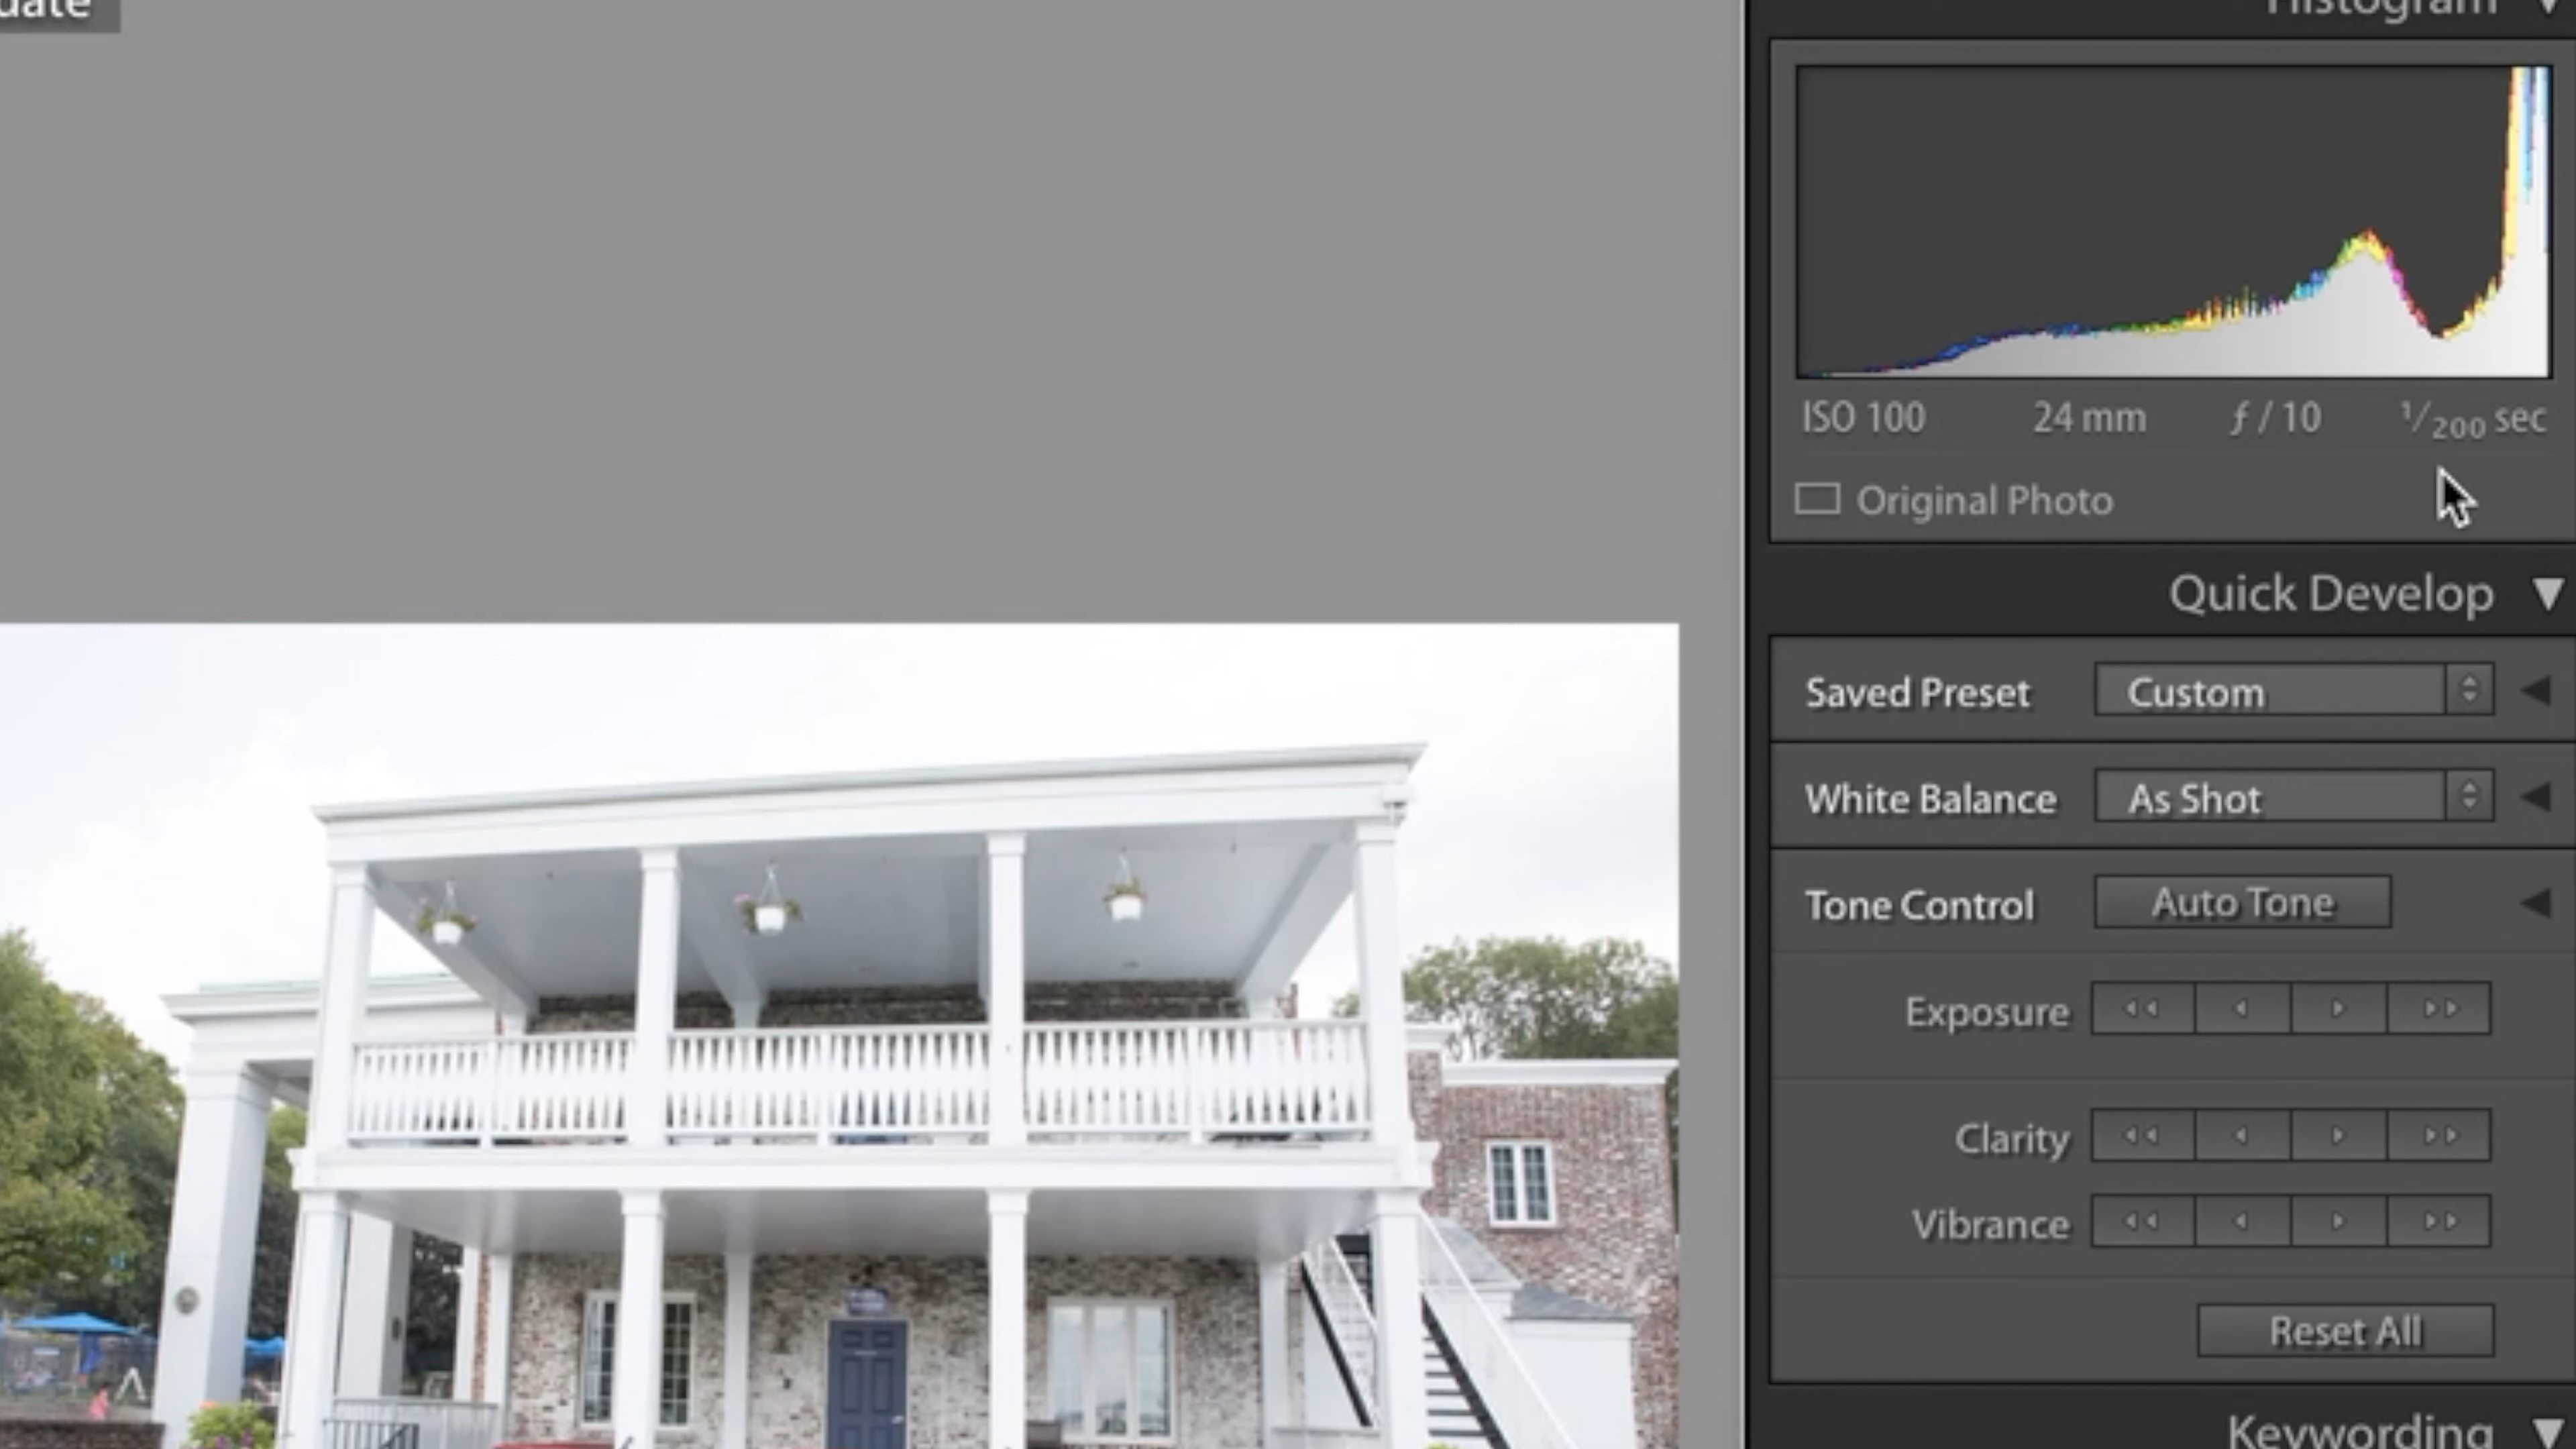 Histogram
ISO 100 24 mm ƒ / 10 1/200 sec
Original Photo
Quick Develop
Saved Preset Custom
White Balance As Shot
Tone Control Auto Tone
Exposure
Clarity
Vibrance
Reset All
Keywording